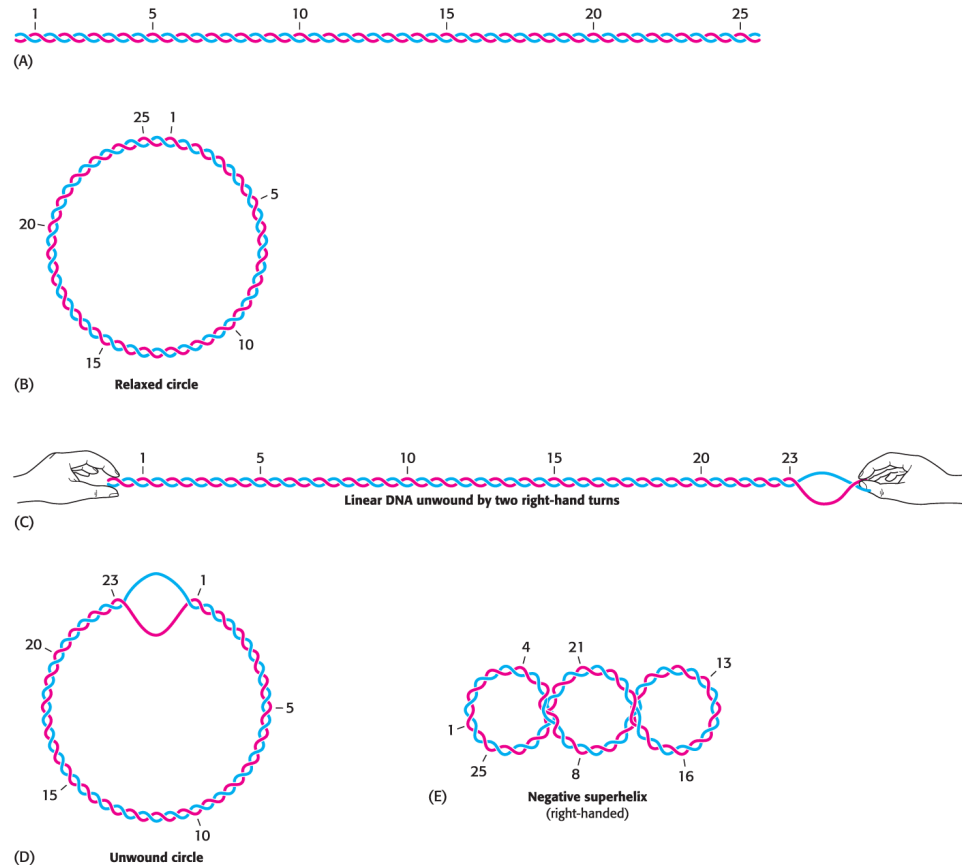 1 5 10 15 20 25
(A)
25 1
5
20
10
15
(B) Relaxed circle
1 5 10 15 20 23
Linear DNA unwound by two right-hand turns
(C)
23 1
20
5
15
10
(D) Unwound circle
4 21 13
1
25 8 16
(E) Negative superhelix
(right-handed)